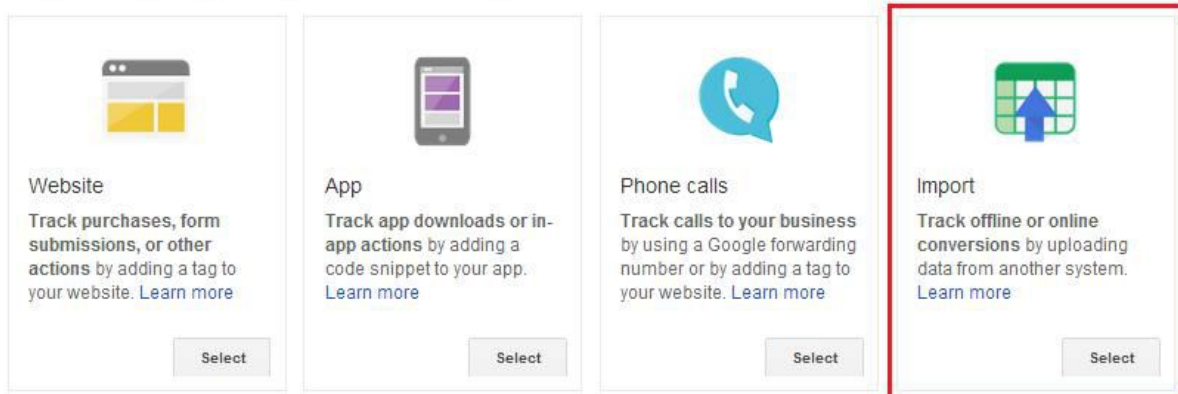 Website
Track purchases, form
submissions, or other
actions by adding a tag to
your website. Learn more
Select
App
Track app downloads or in-
app actions by adding a
code snippet to your app.
Learn more
Select
Phone calls
Track calls to your business
by using a Google forwarding
number or by adding a tag to
your website. Learn more
Select
Import
Track offline or online
conversions by uploading
data from another system.
Learn more
Select